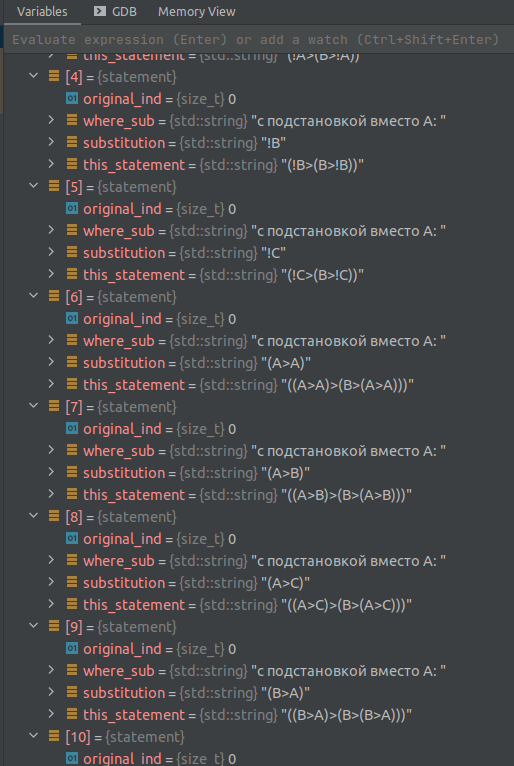 Variables GDB Memory View
Evaluate expression (Enter) or add a watch (Ctrl+Shift+Enter)
this_statement = {std::string} "(!A>(B>!A))"
[4] = {statement}
original_ind = {size_t} 0
where_sub = {std::string} "с подстановкой вместо A: "
substitution = {std::string} "!B"
this_statement = {std::string} "(!B>(B>!B))"
[5] = {statement}
original_ind = {size_t} 0
where_sub = {std::string} "с подстановкой вместо A: "
substitution = {std::string} "!C"
this_statement = {std::string} "(!C>(B>!C))"
[6] = {statement}
original_ind = {size_t} 0
where_sub = {std::string} "с подстановкой вместо A: "
substitution = {std::string} "(A>A)"
this_statement = {std::string} "((A>A)>(B>(A>A)))"
[7] = {statement}
original_ind = {size_t} 0
where_sub = {std::string} "с подстановкой вместо A: "
substitution = {std::string} "(A>B)"
this_statement = {std::string} "((A>B)>(B>(A>B)))"
[8] = {statement}
original_ind = {size_t} 0
where_sub = {std::string} "с подстановкой вместо A: "
substitution = {std::string} "(A>C)"
this_statement = {std::string} "((A>C)>(B>(A>C)))"
[9] = {statement}
original_ind = {size_t} 0
where_sub = {std::string} "с подстановкой вместо A: "
substitution = {std::string} "(B>A)"
this_statement = {std::string} "((B>A)>(B>(B>A)))"
[10] = {statement}
original_ind = {size_t} 0